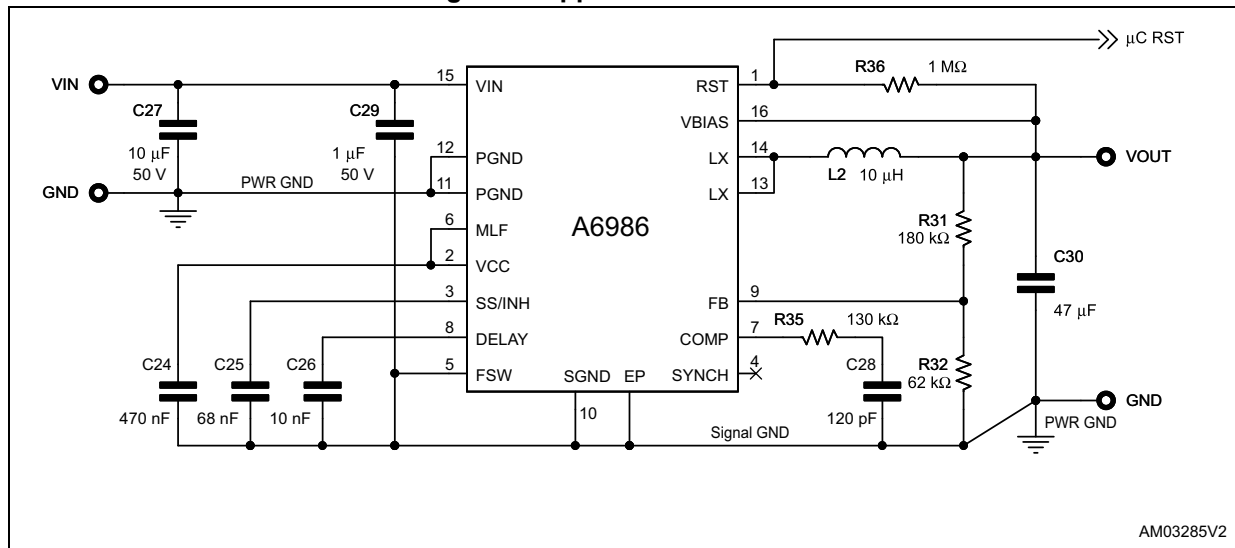 μC RST
R36 1 MΩ
VIN
15 VIN
RST 1
C27
C29
VBIAS 16
10 μF
50 V
1 μF
50 V
12 PGND
LX 14
VOUT
L2 10 μH
GND
PWR GND
11 PGND
LX 13
A6986
6 MLF
R31
180 kΩ
2 VCC
C30
47 μF
3 SS/INH
FB 9
R35 130 kΩ
8 DELAY
COMP 7
C24
C25
C26
C28
R32
62 kΩ
5 FSW
SGND
EP
SYNCH 4
10
470 nF
68 nF
10 nF
120 pF
GND
PWR GND
Signal GND
AM03285V2